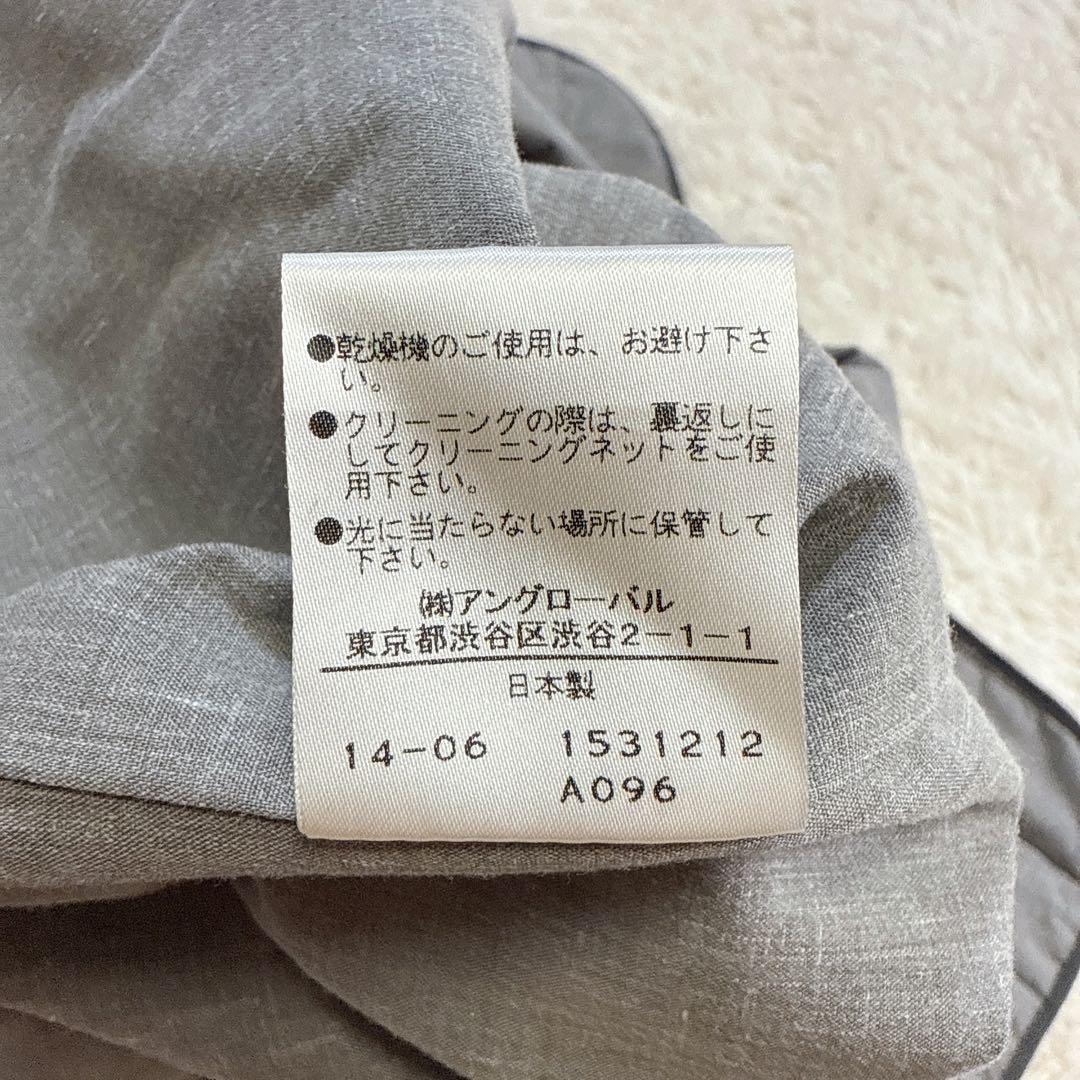 ●乾燥機のご使用は、お避け下さ
い。
●クリーニングの際は、裏返しに
してクリーニングネットをご使
用下さい。
●光に当たらない場所に保管して
下さい。
㈱アングローバル
東京都渋谷区渋谷2-1-1
日本製
14-06 1531212
A096